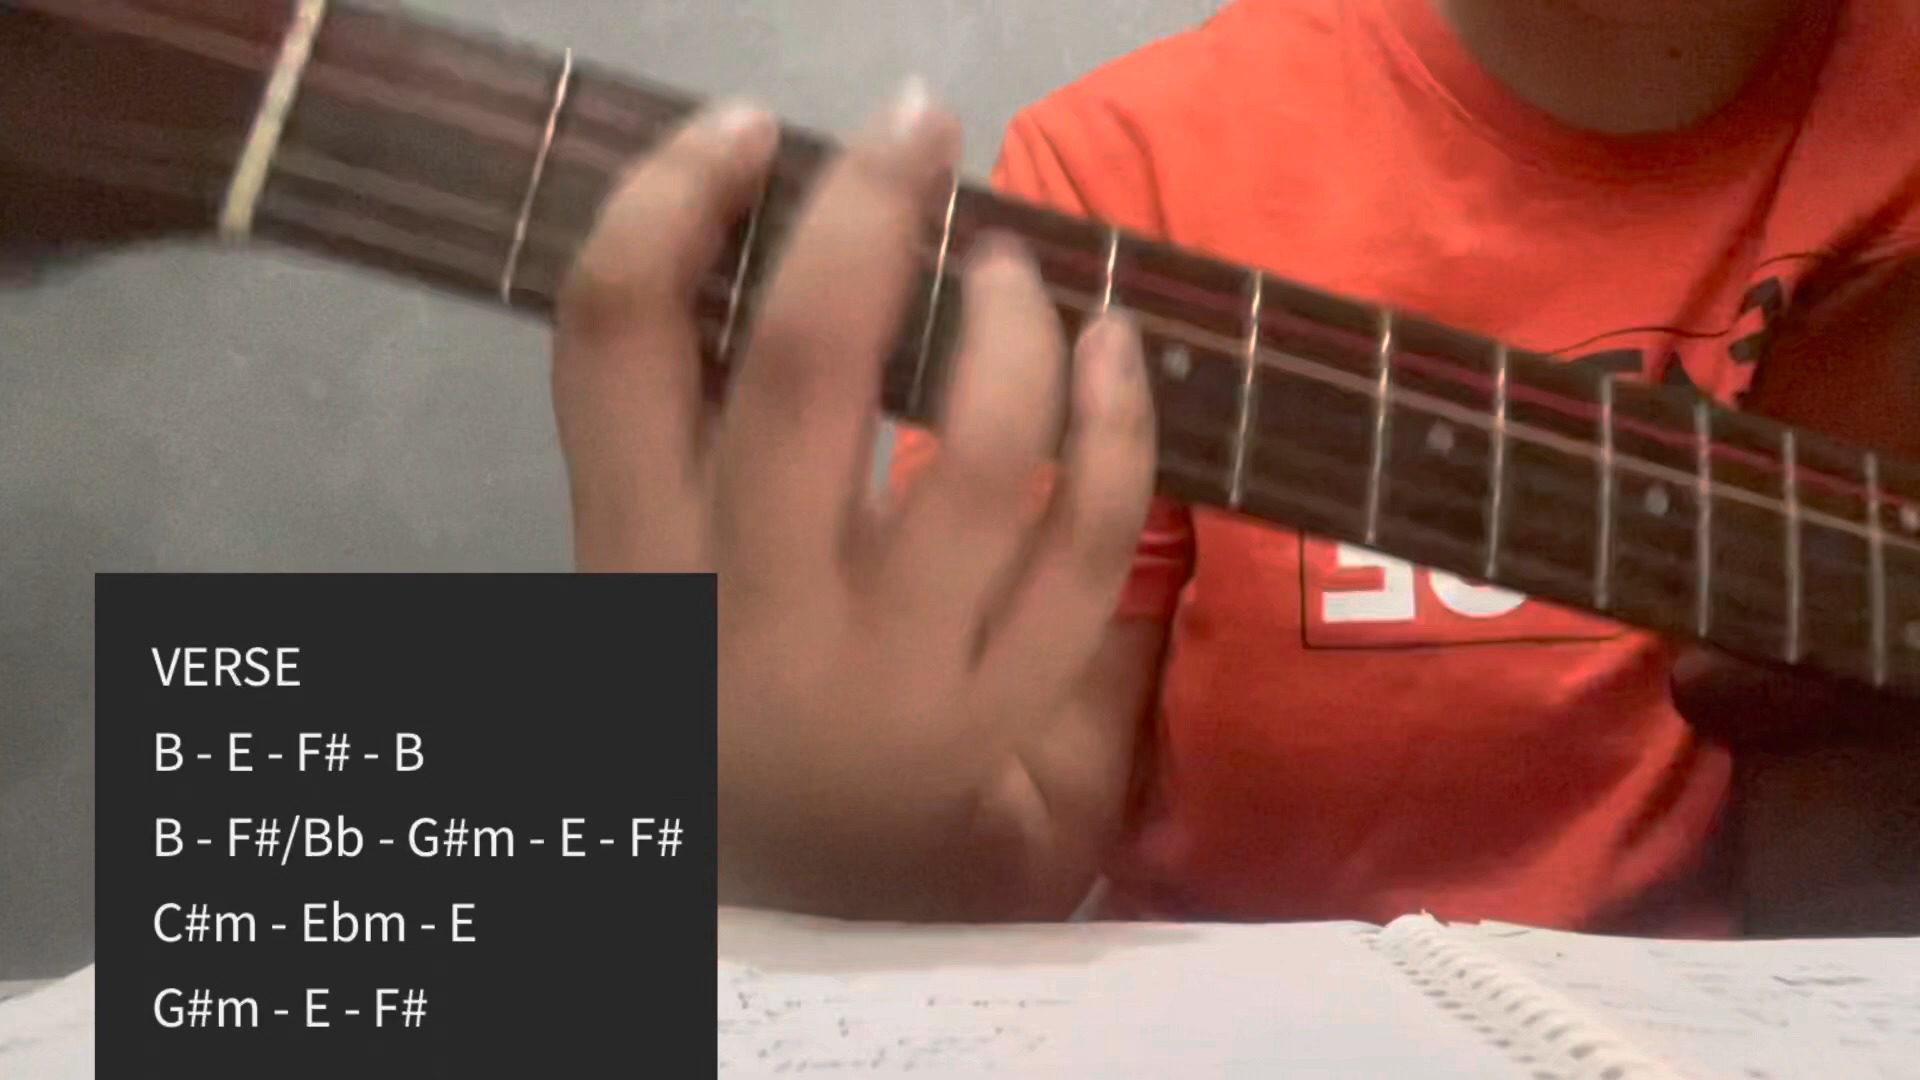 VERSE
B - E - F# - B
B - F#/Bb - G#m - E - F#
C#m - Ebm - E
G#m - E - F#